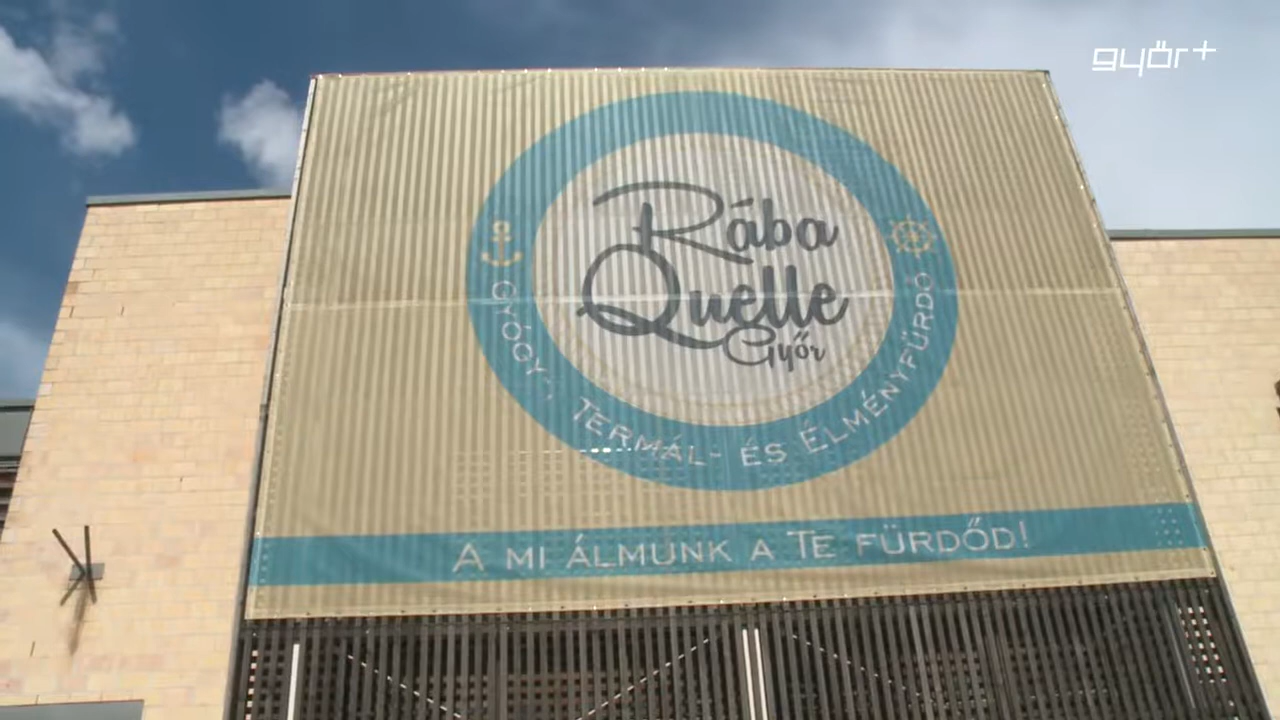 győr+
Rába
Quelle
Győr
GYÓGY-, TERMÁL- ÉS ÉLMÉNYFÜRDŐ
A MI ÁLMUNK A TE FÜRDŐD!